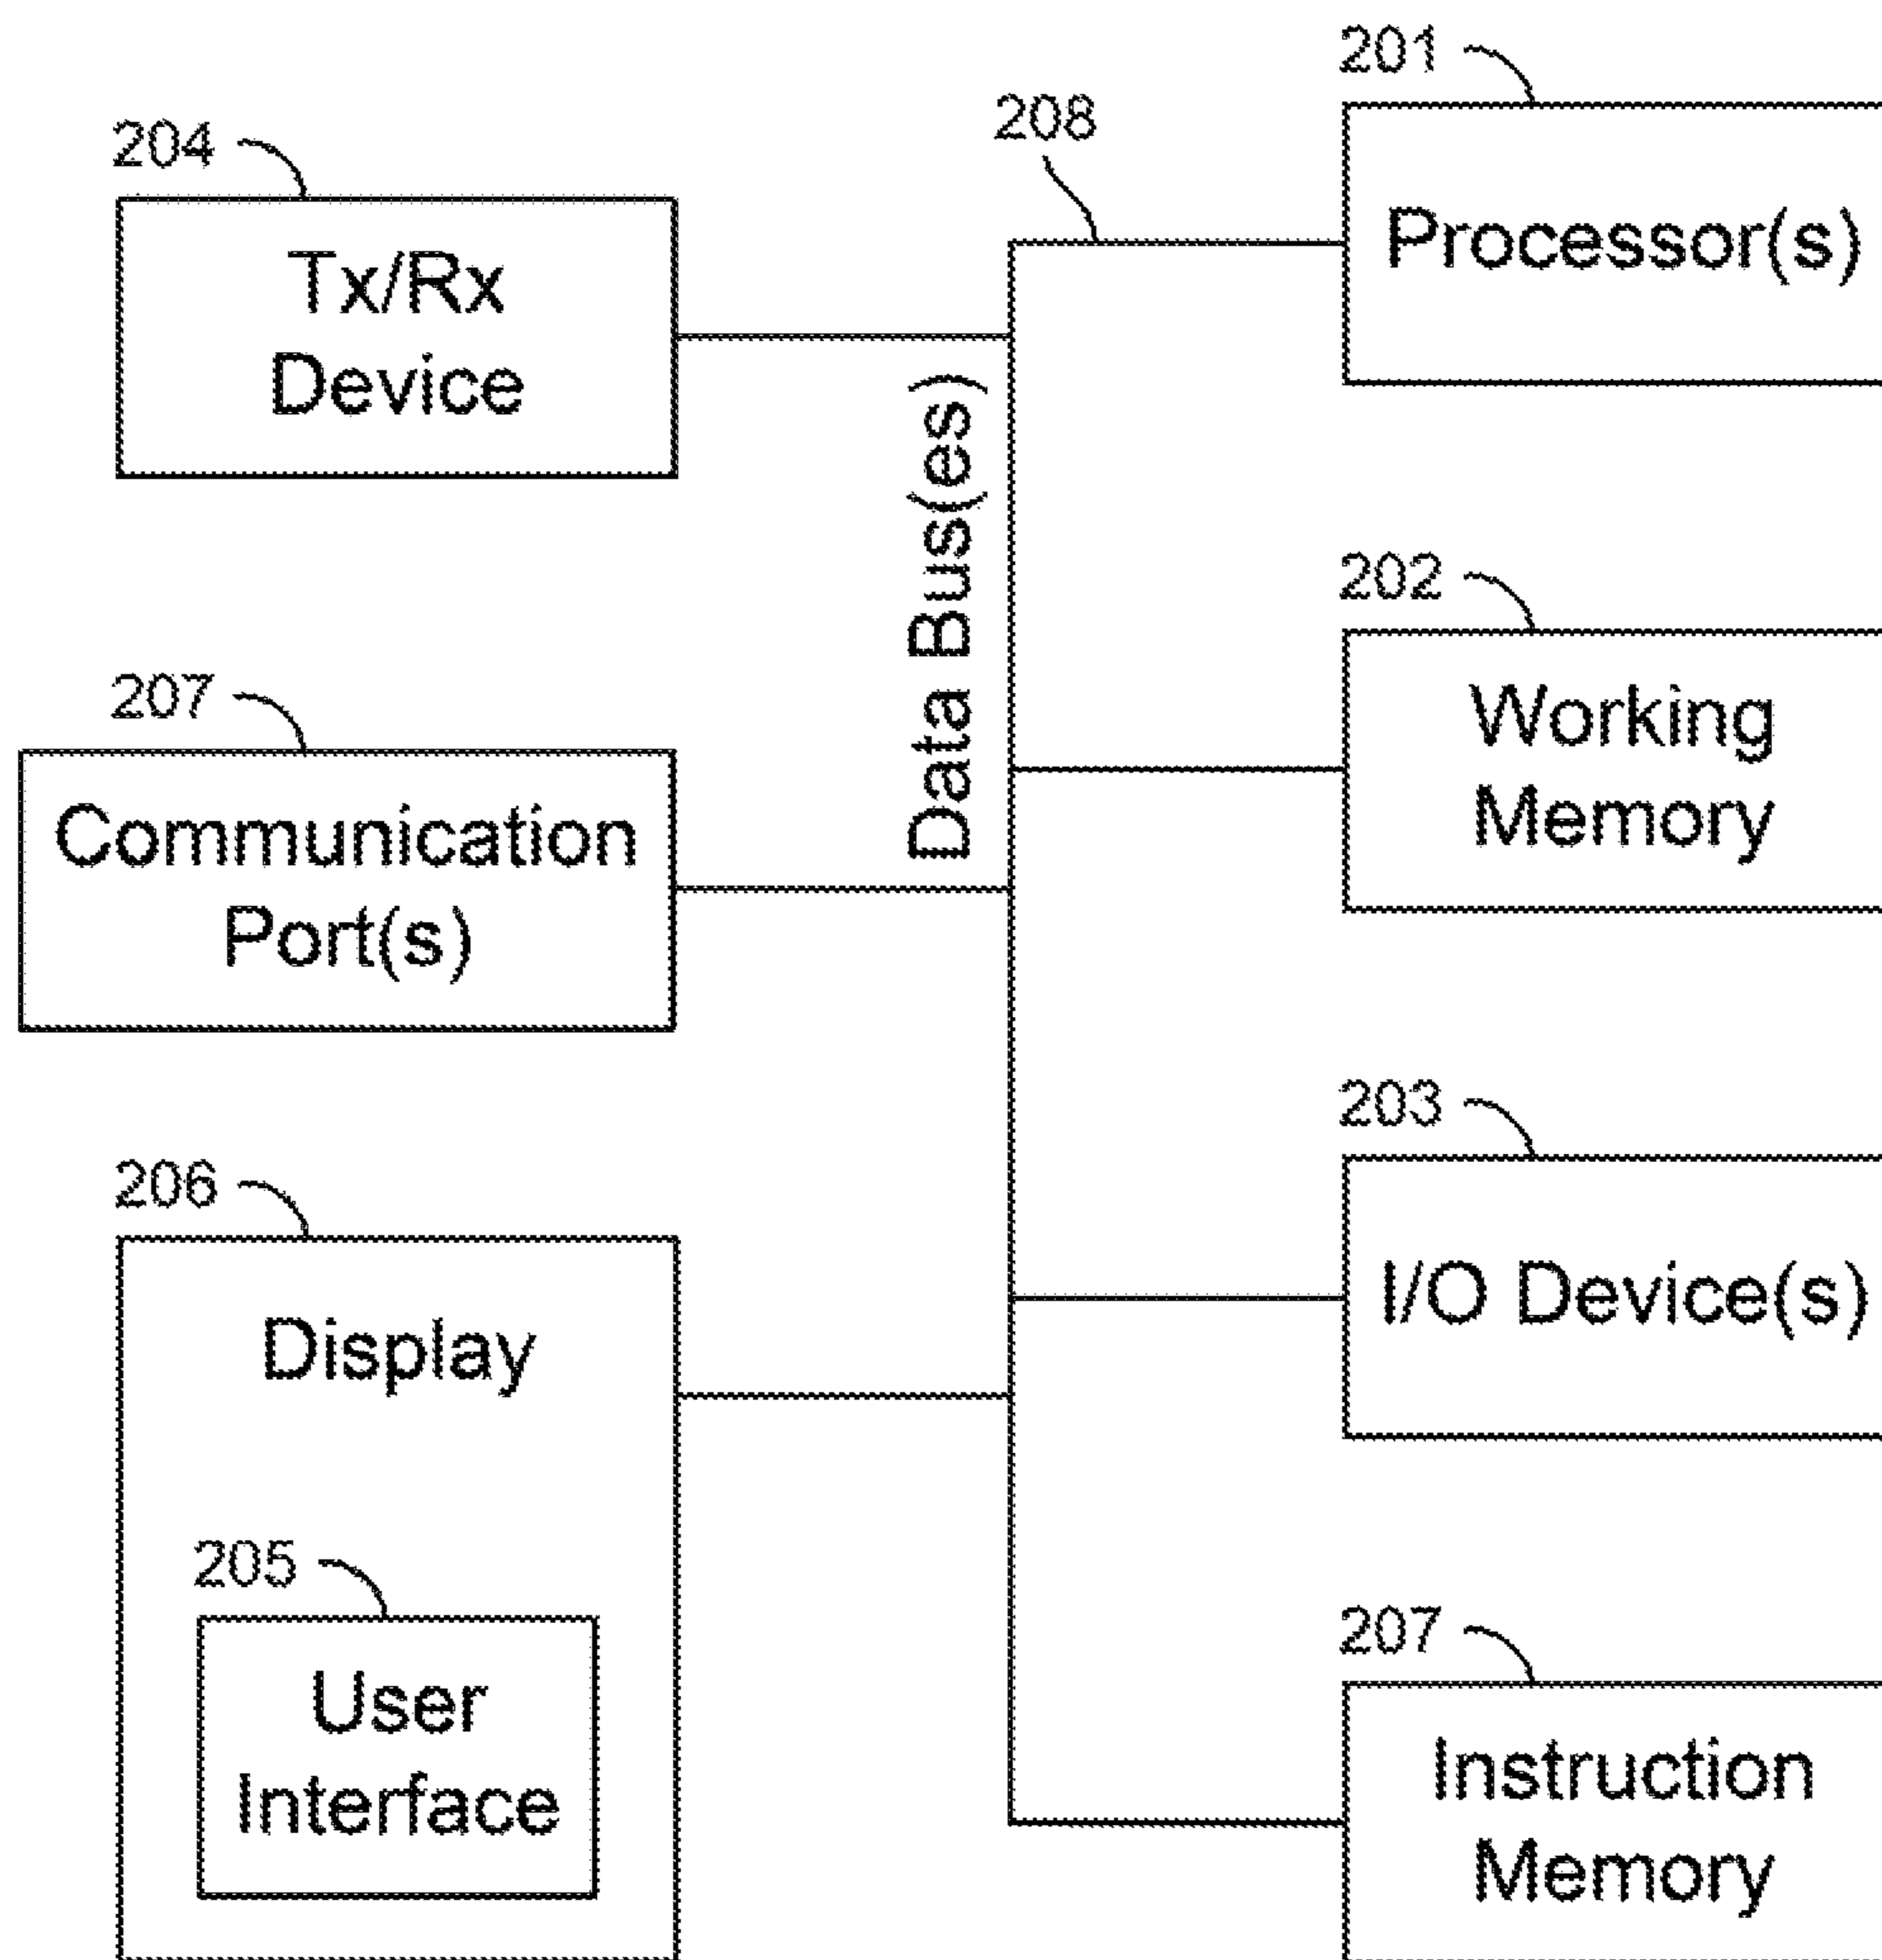 201
Processor(s)
204
Tx/Rx
Device
208
Data Bus(es)
202
Working
Memory
207
Communication
Port(s)
203
I/O Device(s)
206
Display
205
User
Interface
207
Instruction
Memory